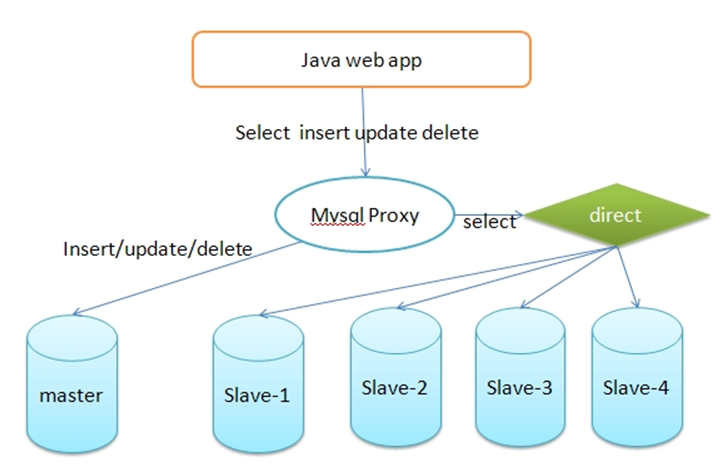 Java web app
Select insert update delete
Mysql Proxy
select
direct
Insert/update/delete
master
Slave-1
Slave-2
Slave-3
Slave-4